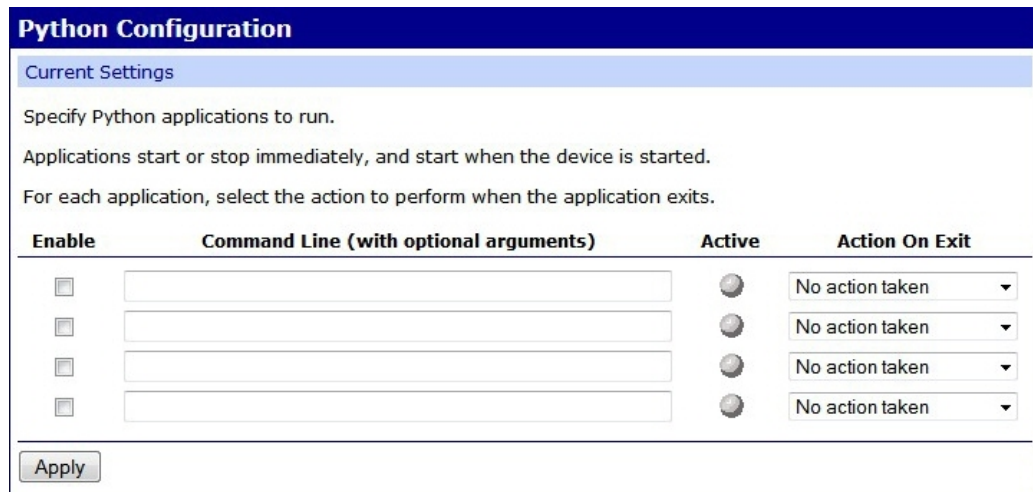 Python Configuration
Current Settings
Specify Python applications to run.
Applications start or stop immediately, and start when the device is started.
For each application, select the action to perform when the application exits.
Enable Command Line (with optional arguments) Active Action On Exit
No action taken
No action taken
No action taken
No action taken
Apply